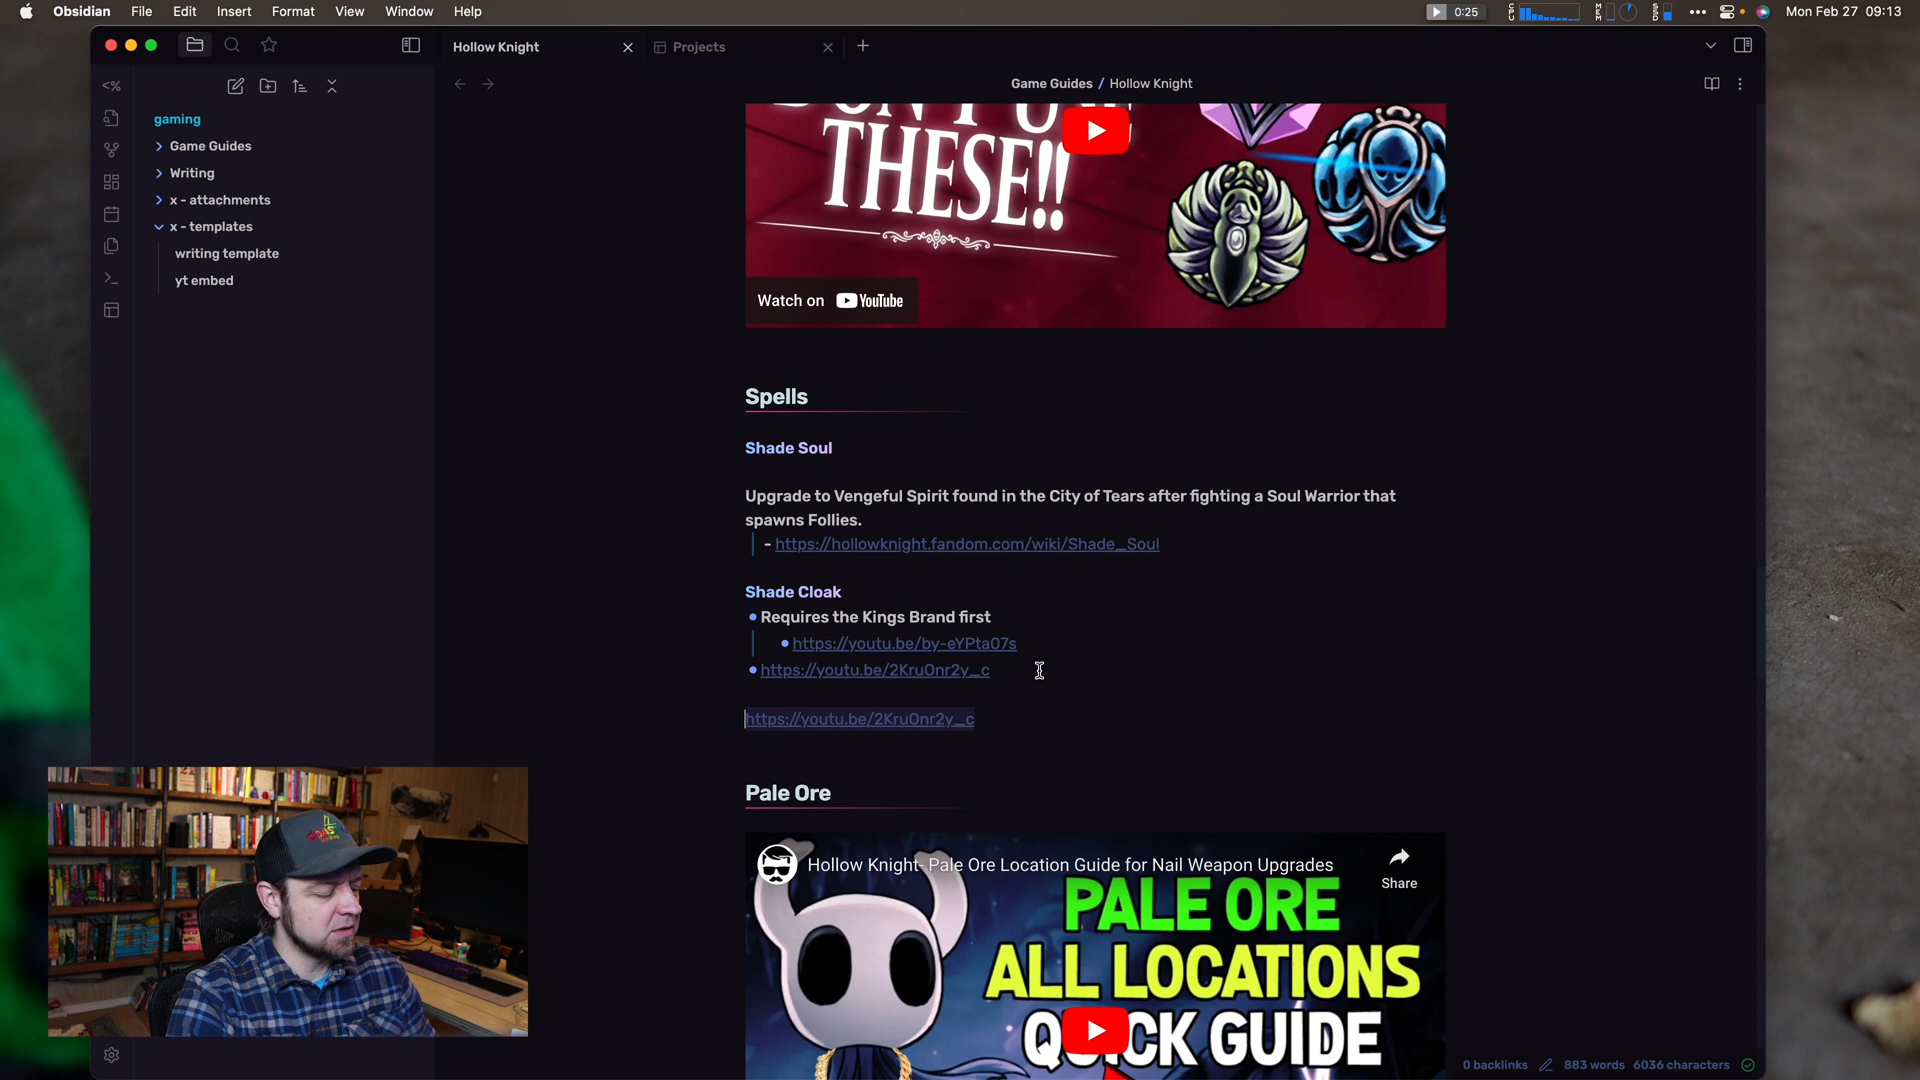 Obsidian File Edit Insert Format View Window Help
0:25
Mon Feb 27 09:13
Hollow Knight
Projects
gaming
Game Guides
Writing
x - attachments
x - templates
writing template
yt embed
Game Guides / Hollow Knight
THESE!!
Watch on YouTube
Spells
Shade Soul
Upgrade to Vengeful Spirit found in the City of Tears after fighting a Soul Warrior that
spawns Follies.
- https://hollowknight.fandom.com/wiki/Shade_Soul
Shade Cloak
Requires the Kings Brand first
https://youtu.be/by-eYPta07s
https://youtu.be/2KruOnr2y_c
https://youtu.be/2KruOnr2y_c
Pale Ore
Hollow Knight- Pale Ore Location Guide for Nail Weapon Upgrades
Share
PALE ORE
ALL LOCATIONS
QUICK GUIDE
0 backlinks 883 words 6036 characters